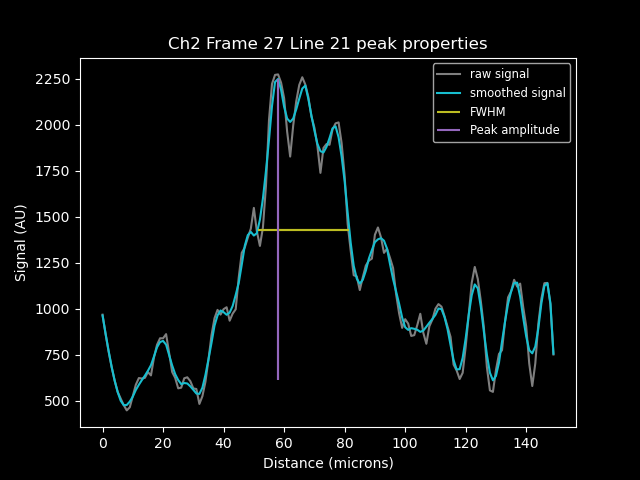 Ch2 Frame 27 Line 21 peak properties
raw signal
smoothed signal
FWHM
Peak amplitude
2250
2000
1750
1500
1250
1000
750
500
Signal (AU)
0 20 40 60 80 100 120 140
Distance (microns)